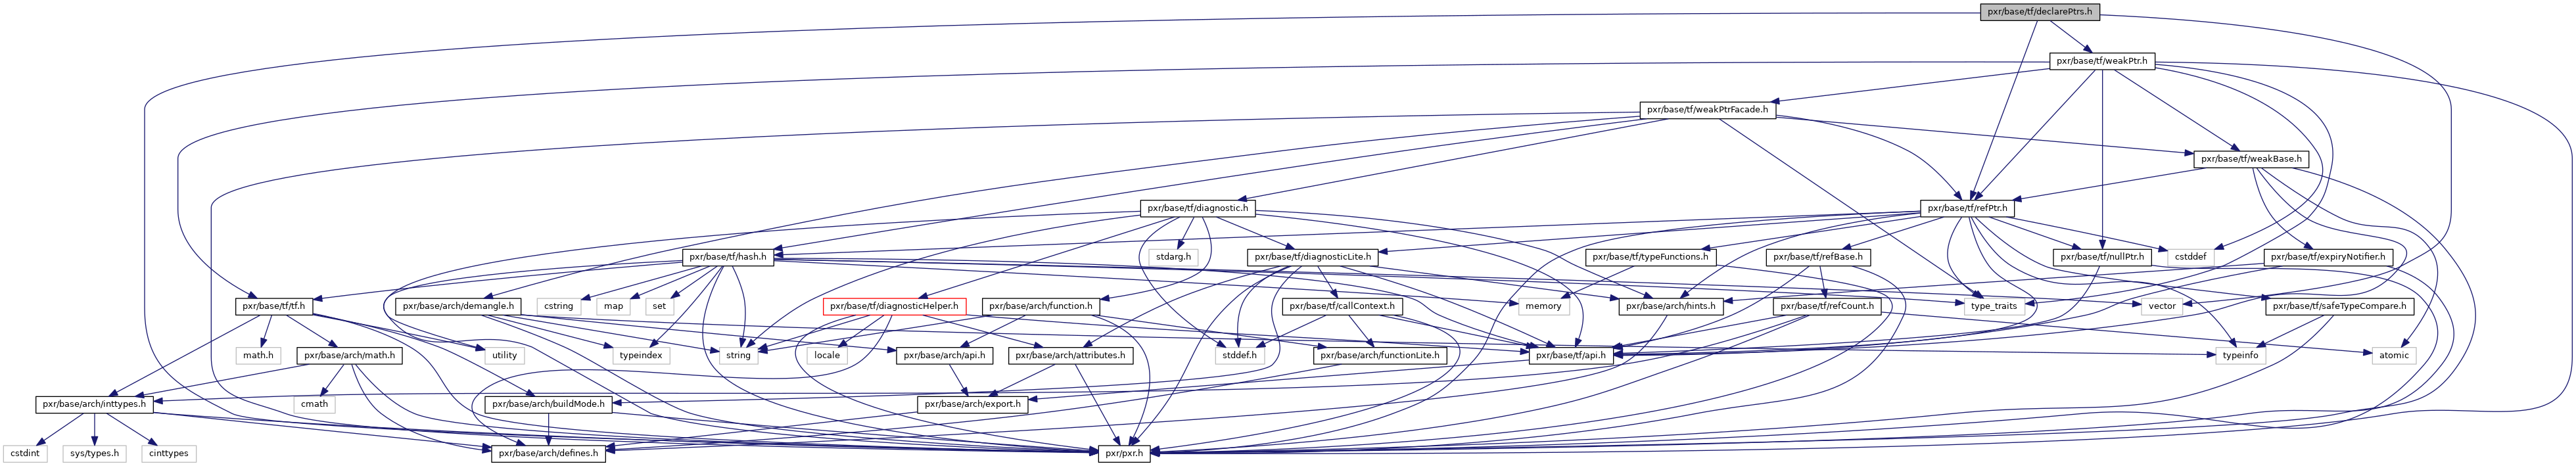 pxr/base/tf/declarePtrs.h
pxr/base/tf/weakPtr.h
pxr/base/tf/weakPtrFacade.h
pxr/base/tf/weakBase.h
pxr/base/tf/diagnostic.h
pxr/base/tf/refPtr.h
pxr/base/tf/hash.h
stdarg.h
pxr/base/tf/diagnosticLite.h
pxr/base/tf/typeFunctions.h
pxr/base/tf/refBase.h
pxr/base/tf/nullPtr.h
cstddef
pxr/base/tf/expiryNotifier.h
pxr/base/tf/tf.h
pxr/base/arch/demangle.h
cstring
map
set
pxr/base/tf/diagnosticHelper.h
pxr/base/arch/function.h
pxr/base/tf/callContext.h
memory
pxr/base/arch/hints.h
pxr/base/tf/refCount.h
type_traits
vector
pxr/base/tf/safeTypeCompare.h
math.h
pxr/base/arch/math.h
utility
typeindex
string
locale
pxr/base/arch/api.h
pxr/base/arch/attributes.h
stddef.h
pxr/base/arch/functionLite.h
pxr/base/tf/api.h
typeinfo
atomic
pxr/base/arch/inttypes.h
cmath
pxr/base/arch/buildMode.h
pxr/base/arch/export.h
cstdint
sys/types.h
cinttypes
pxr/base/arch/defines.h
pxr/pxr.h